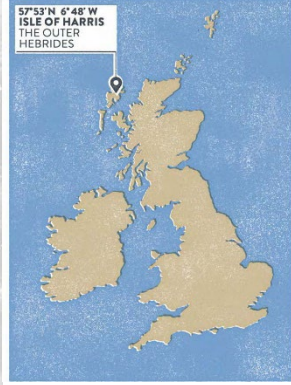 57°53'N 6°48' W
ISLE OF HARRIS
THE OUTER
HEBRIDES